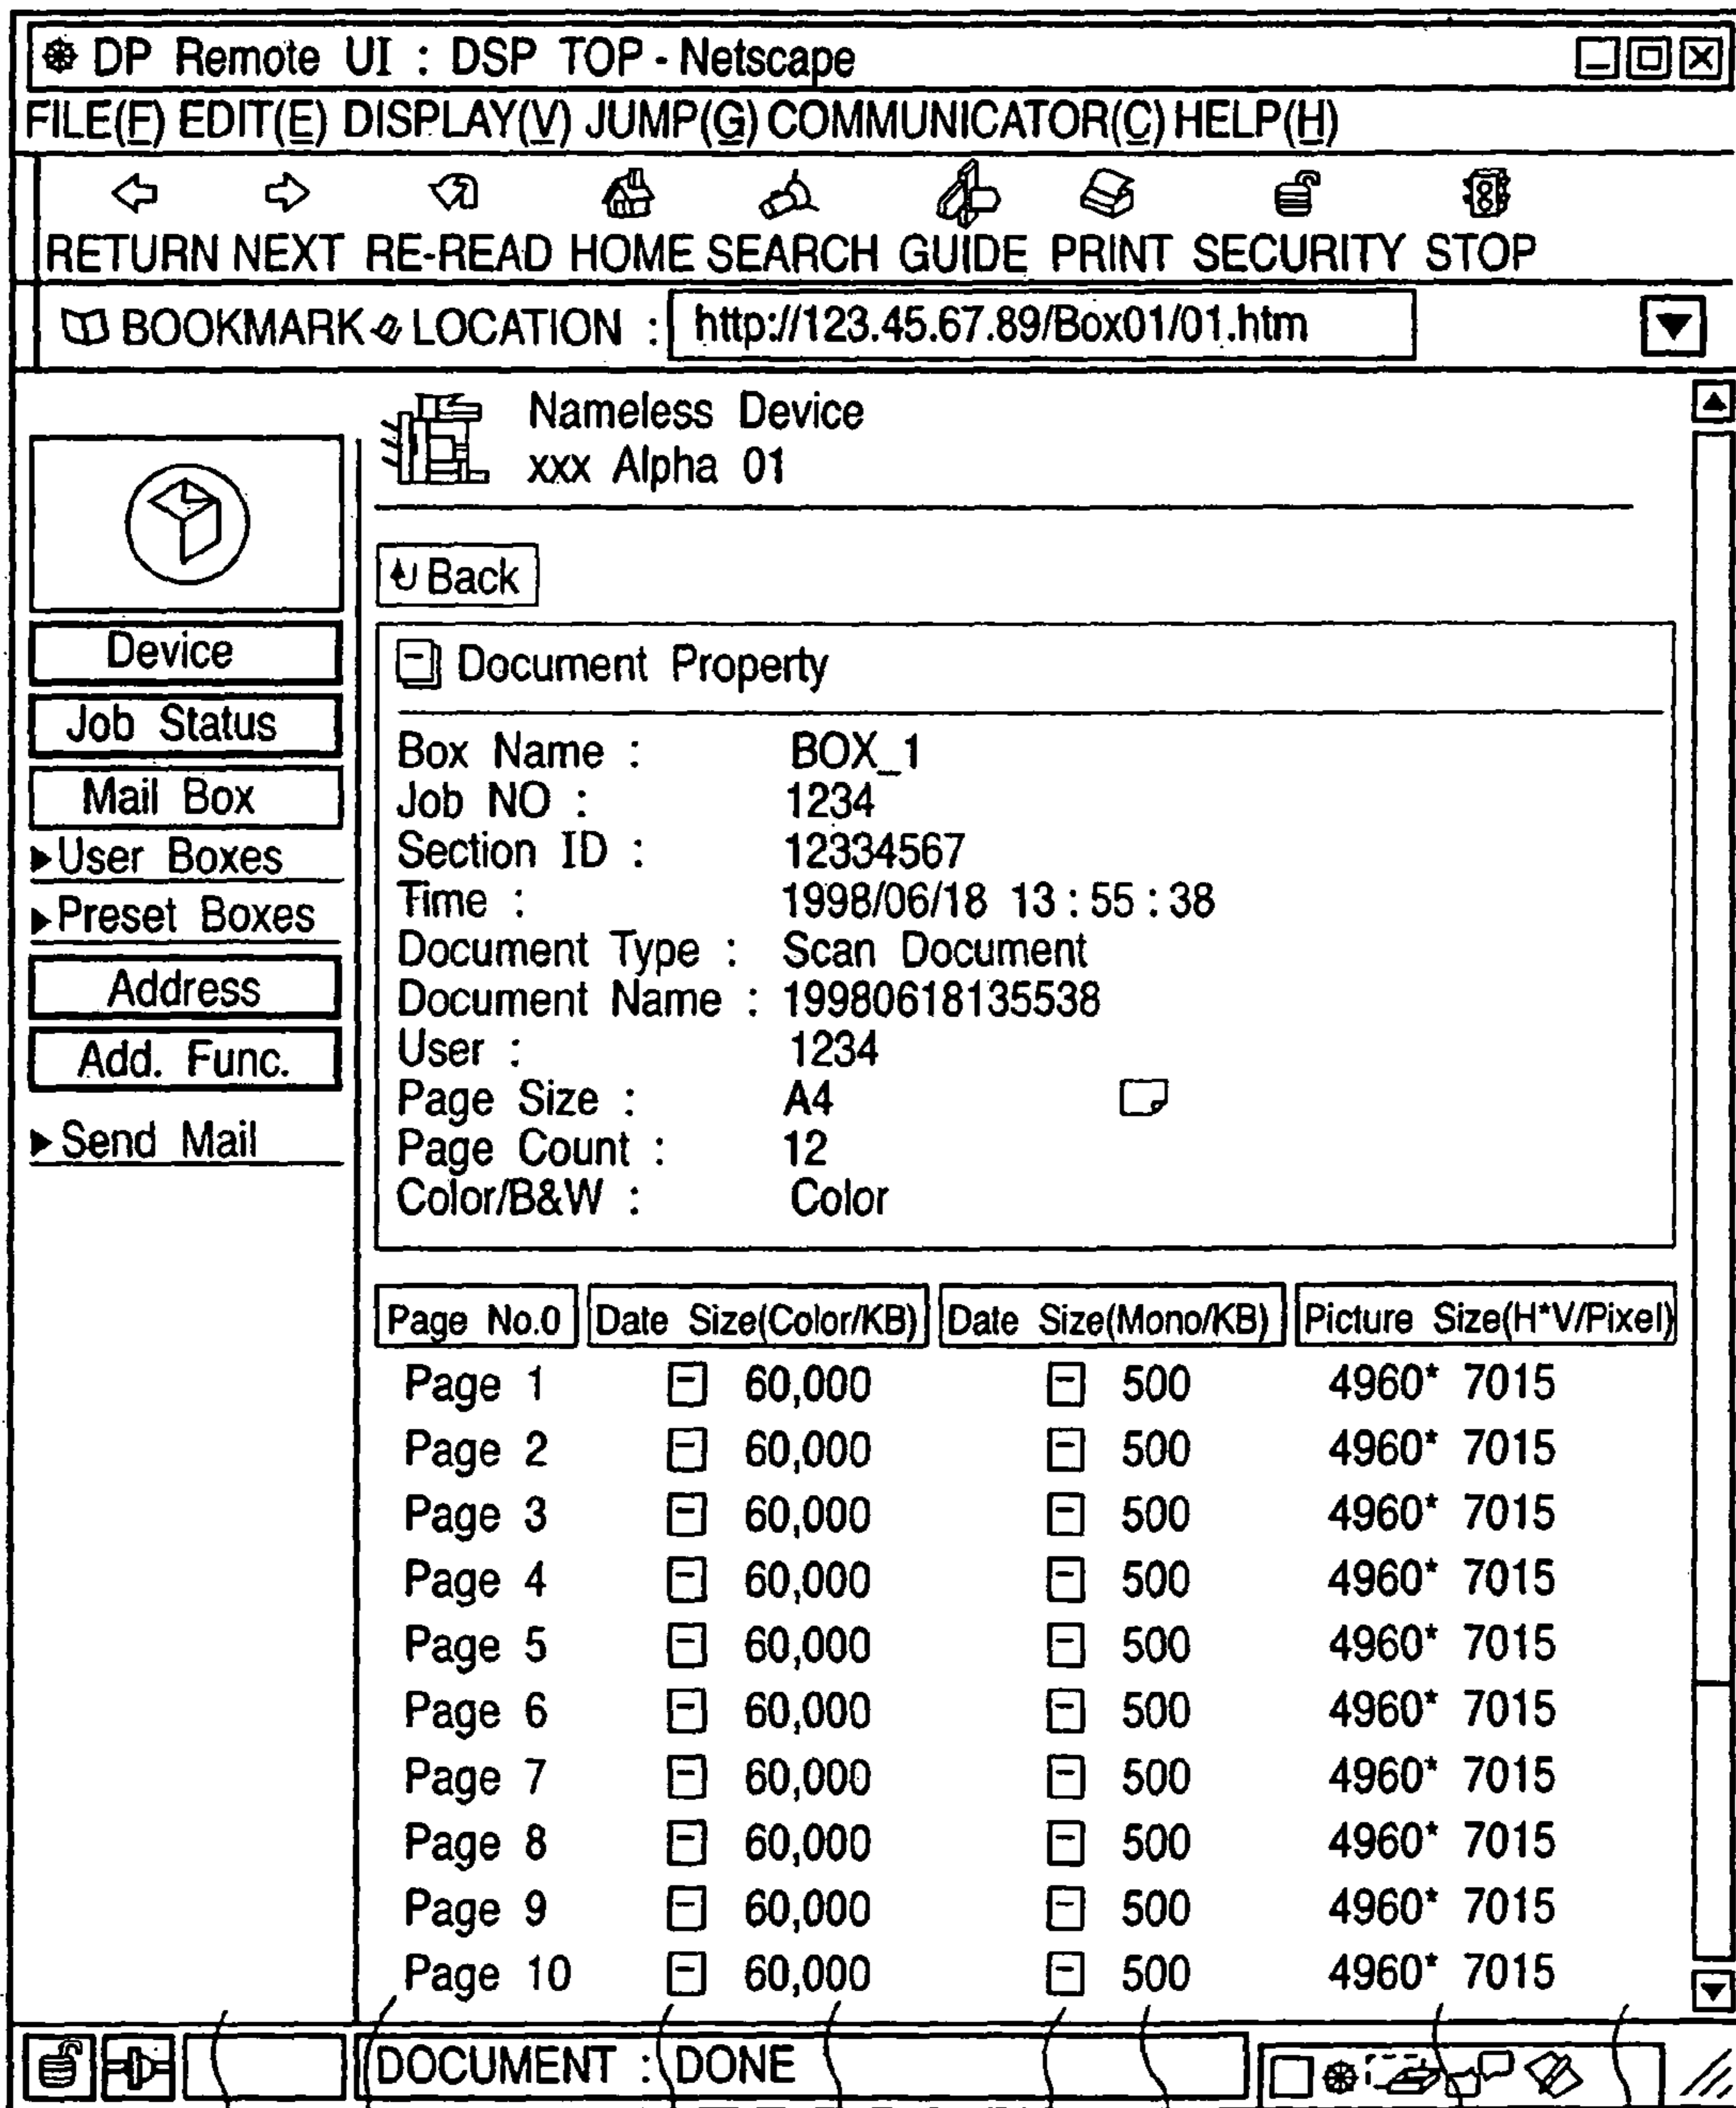 DP Remote UI : DSP TOP - Netscape
FILE(F) EDIT(E) DISPLAY(V) JUMP(G) COMMUNICATOR(C) HELP(H)
RETURN NEXT RE-READ HOME SEARCH GUIDE PRINT SECURITY STOP
BOOKMARK LOCATION : http://123.45.67.89/Box01/01.htm
Nameless Device
xxx Alpha 01
Back
Device
Job Status
Mail Box
User Boxes
Preset Boxes
Address
Add. Func.
Send Mail
Document Property
Box Name : BOX_1
Job NO : 1234
Section ID : 12334567
Time : 1998/06/18 13 : 55 : 38
Document Type : Scan Document
Document Name : 19980618135538
User : 1234
Page Size : A4
Page Count : 12
Color/B&W : Color
Page No.0 Date Size(Color/KB) Date Size(Mono/KB) Picture Size(H*V/Pixel)
Page 1 60,000 500 4960* 7015
Page 2 60,000 500 4960* 7015
Page 3 60,000 500 4960* 7015
Page 4 60,000 500 4960* 7015
Page 5 60,000 500 4960* 7015
Page 6 60,000 500 4960* 7015
Page 7 60,000 500 4960* 7015
Page 8 60,000 500 4960* 7015
Page 9 60,000 500 4960* 7015
Page 10 60,000 500 4960* 7015
DOCUMENT : DONE